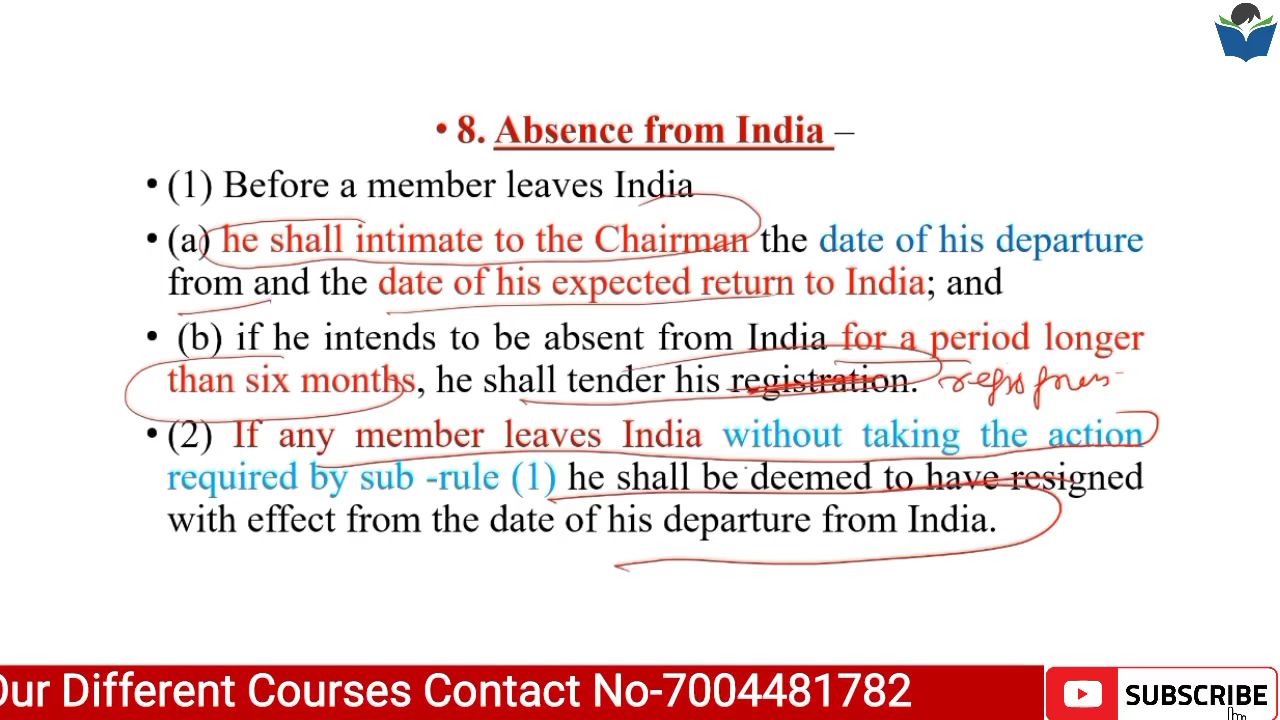 • 8. Absence from India –
• (1) Before a member leaves India
• (a) he shall intimate to the Chairman the date of his departure
from and the date of his expected return to India; and
• (b) if he intends to be absent from India for a period longer
than six months, he shall tender his registration.
• (2) If any member leaves India without taking the action
required by sub -rule (1) he shall be deemed to have resigned
with effect from the date of his departure from India.
Our Different Courses Contact No-7004481782
SUBSCRIBE